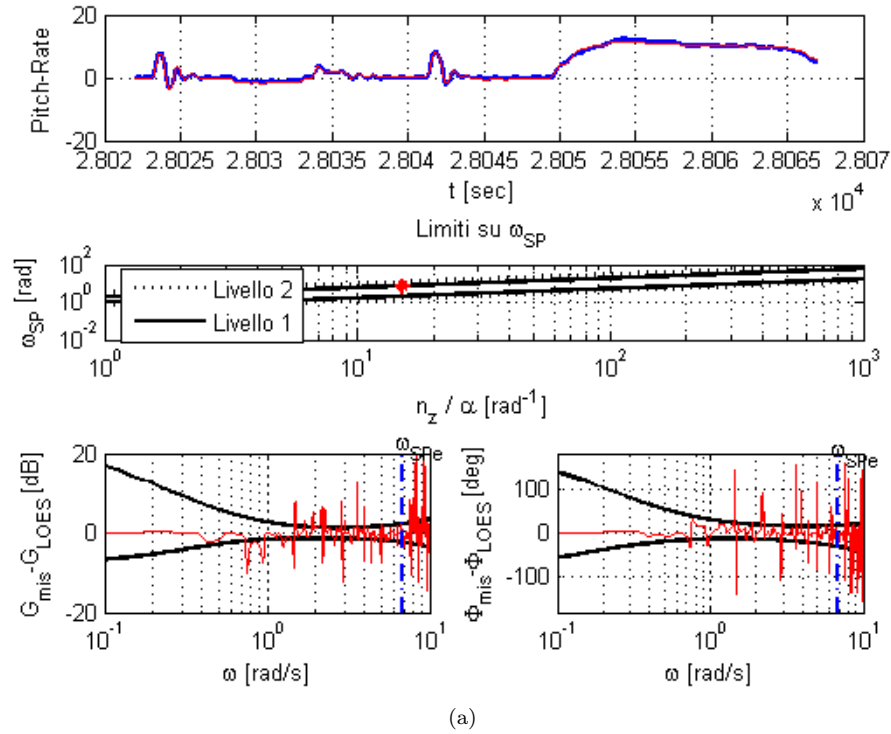 20
0
-20
Pitch-Rate
2.802 2.8025 2.803 2.8035 2.804 2.8045 2.805 2.8055 2.806 2.8065 2.807
t [sec]
x 10^4
Limiti su ω_SP
10^2
10^0
10^-2
ω_SP [rad]
Livello 2
Livello 1
10^0 10^1 10^2 10^3
n_z / α [rad^-1]
20
0
-20
G_mis-G_LOES [dB]
ω_SPe
10^-1 10^0 10^1
ω [rad/s]
100
0
-100
Φ_mis-Φ_LOES [deg]
ω_SPe
10^-1 10^0 10^1
ω [rad/s]
(a)